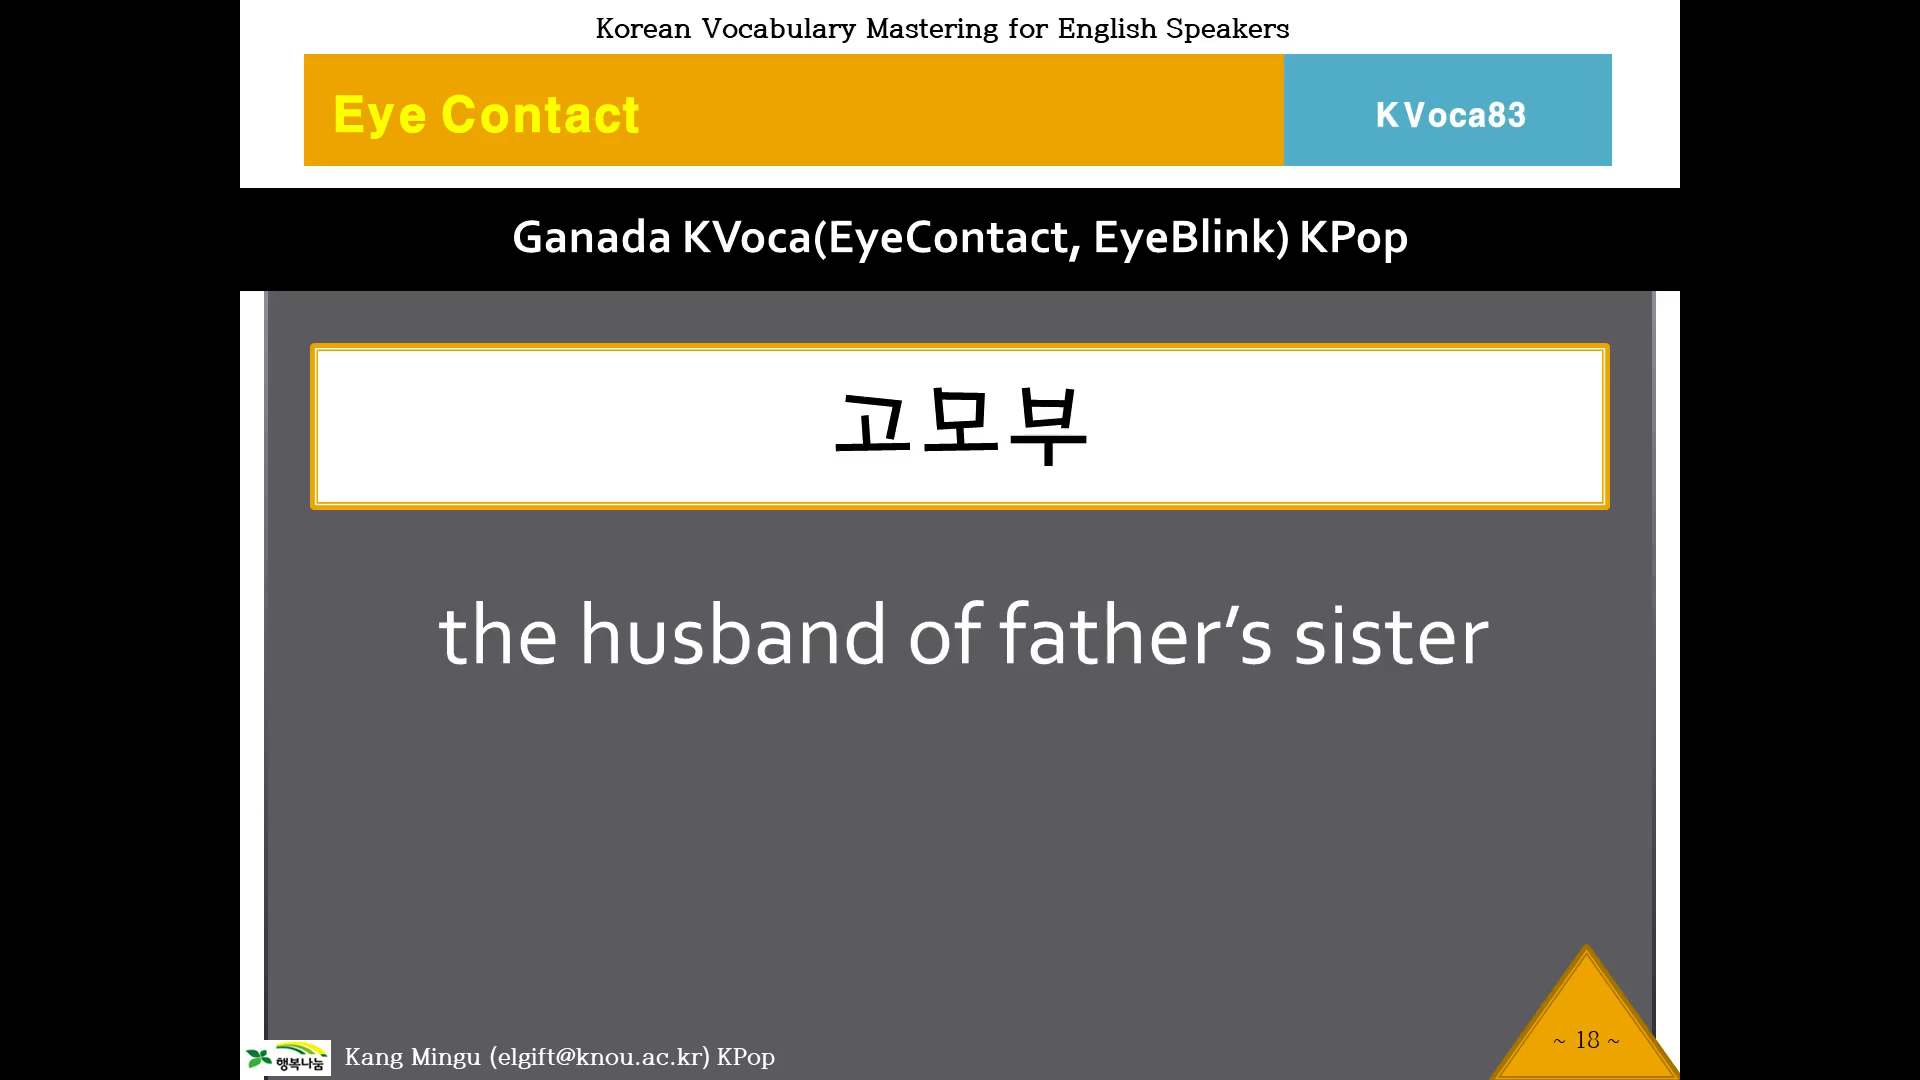 Korean Vocabulary Mastering for English Speakers
Eye Contact
KVoca83
Ganada KVoca(EyeContact, EyeBlink) KPop
고모부
the husband of father’s sister
~ 18 ~
행복나눔
Kang Mingu (elgift@knou.ac.kr) KPop